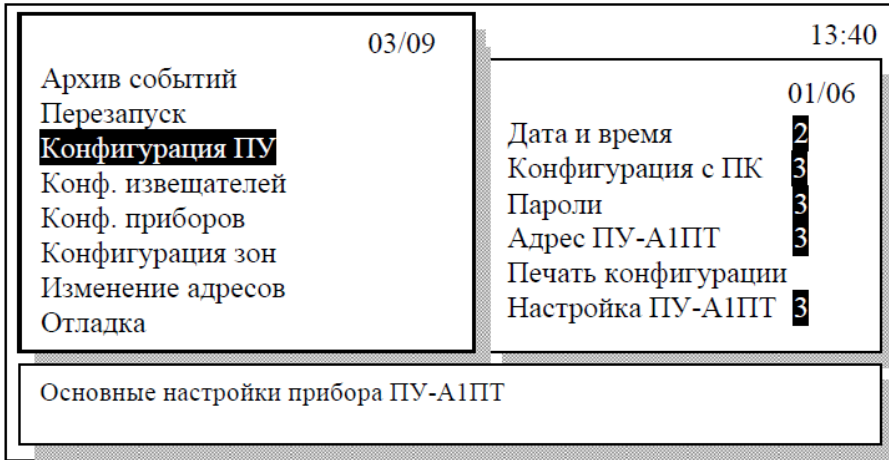 03/09
Архив событий
Перезапуск
Конфигурация ПУ
Конф. извещателей
Конф. приборов
Конфигурация зон
Изменение адресов
Отладка
13:40
01/06
Дата и время 2
Конфигурация с ПК 3
Пароли 3
Адрес ПУ-А1ПТ 3
Печать конфигурации
Настройка ПУ-А1ПТ 3
Основные настройки прибора ПУ-А1ПТ